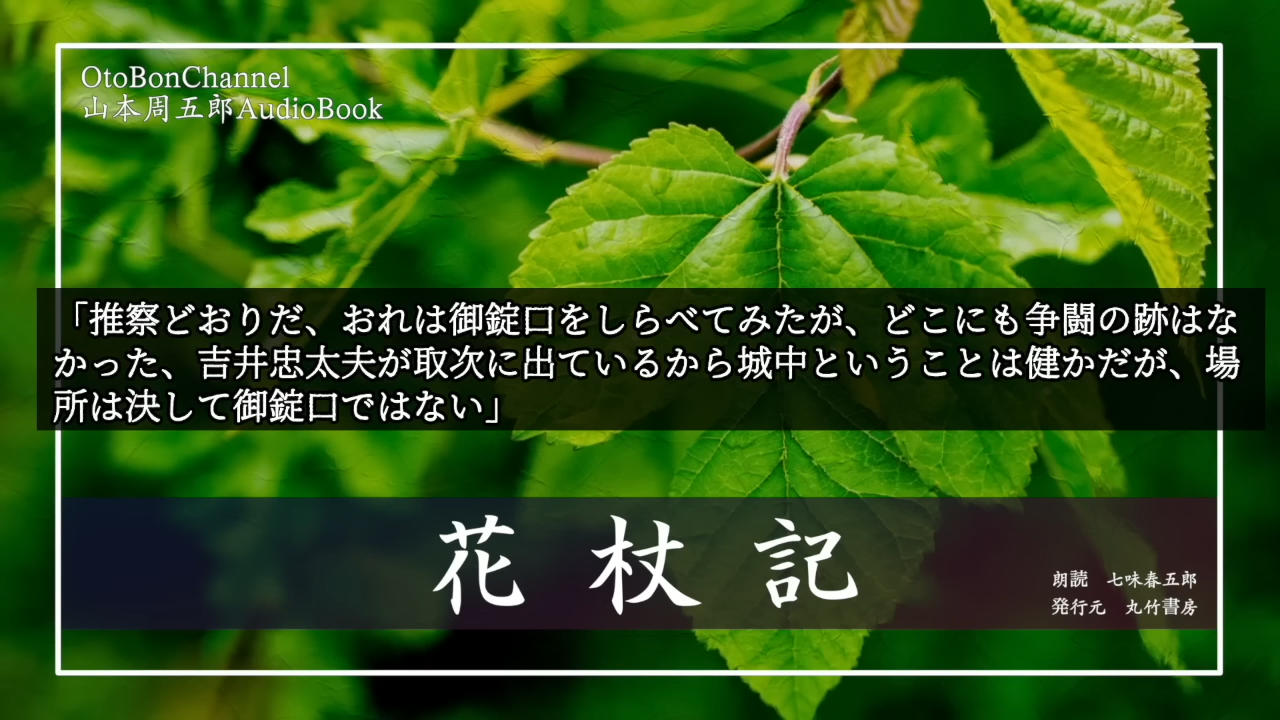 OtoBonChannel
山本周五郎AudioBook
「推察どおりだ、おれは御錠口をしらべてみたが、どこにも争闘の跡はな
かった、吉井忠太夫が取次に出ているから城中ということは健かだが、場
所は決して御錠口ではない」
花杖記
朗読　七味春五郎
発行元　丸竹書房